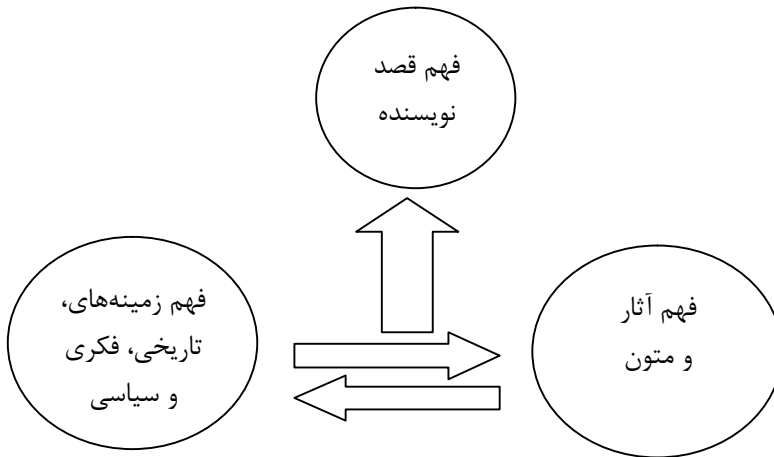 فهم قصد
نویسنده
فهم آثار
و متون
فهم زمینه‌های،
تاریخی، فکری
و سیاسی